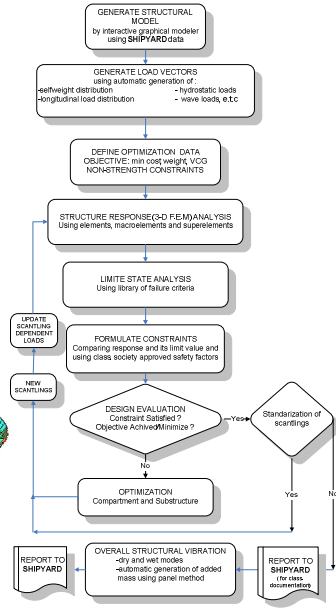 GENERATE STRUCTURAL
MODEL
by interactive graphical modeler
using SHIPYARD data
GENERATE LOAD VECTORS
using automatic generation of :
-selfweight distribution - hydrostatic loads
-longitudinal load distribution - wave loads, e.t.c
DEFINE OPTIMIZATION DATA
OBJECTIVE: min cost, weight, VCG
NON-STRENGTH CONSTRAINTS
STRUCTURE RESPONSE(3-D F.E.M) ANALYSIS
Using elements, macroelements and superelements
LIMITE STATE ANALYSIS
Using library of failure criteria
UPDATE
SCANTLING
DEPENDENT
LOADS
FORMULATE CONSTRAINTS
Comparing response and its limit value and
using class society approved safety factors
NEW
SCANTLINGS
DESIGN EVALUATION
Constraint Satisfied ?
Objective Achived/Minimize ?
Yes
Standarization of
scantlings
No
Yes
No
OPTIMIZATION
Compartment and Substructure
REPORT TO
SHIPYARD
OVERALL STRUCTURAL VIBRATION
-dry and wet modes
-automatic generation of added
mass using panel method
REPORT TO
SHIPYARD
(for class.
documentation)